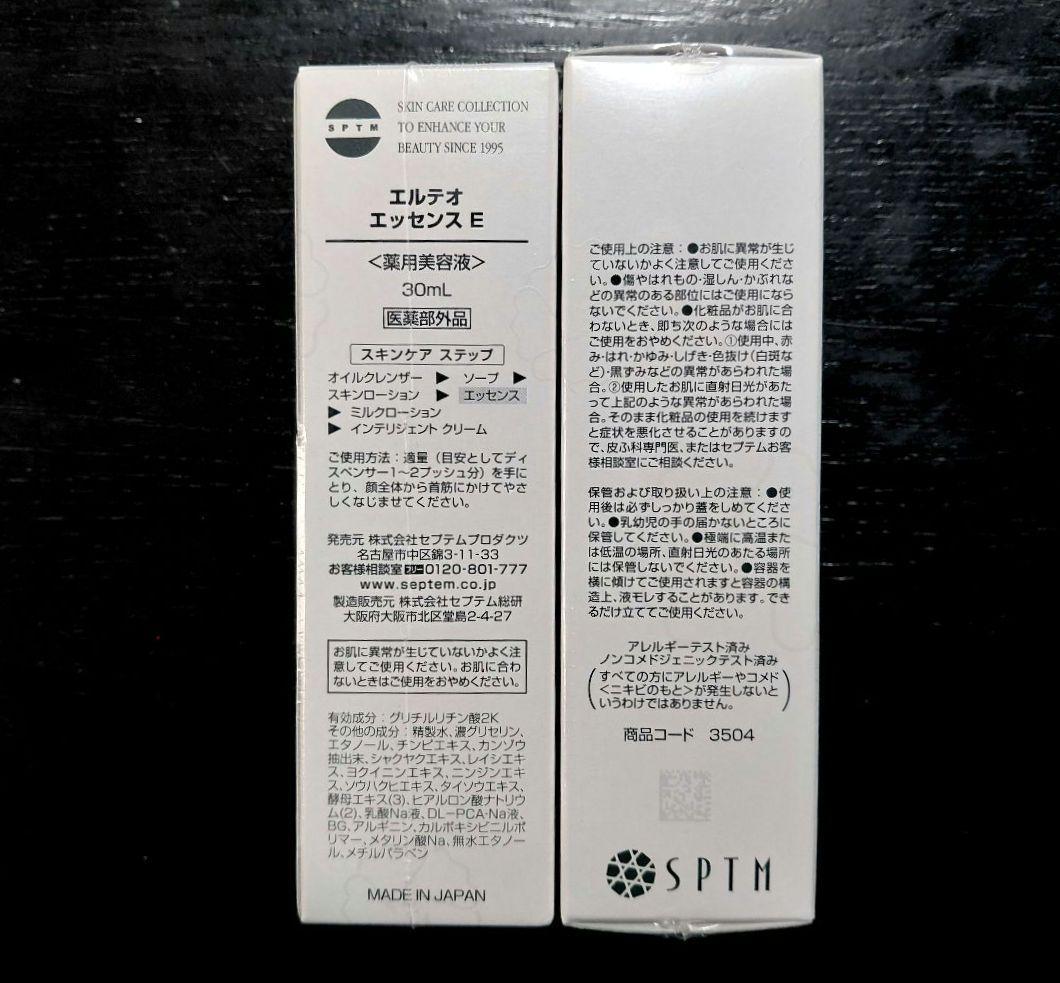 SPTM
SKIN CARE COLLECTION
TO ENHANCE YOUR
BEAUTY SINCE 1995
エルテオ
エッセンス E
<薬用美容液>
30mL
医薬部外品
スキンケア ステップ
オイルクレンザー ▶ ソープ ▶
スキンローション ▶ エッセンス
▶ ミルクローション
▶ インテリジェント クリーム
ご使用方法：適量（目安としてディ
スペンサー1～2プッシュ分）を手に
とり、顔全体から首筋にかけてやさ
しくなじませてください。
発売元 株式会社セプテムプロダクツ
名古屋市中区錦3-11-33
お客様相談室 フリー 0120-801-777
www.septem.co.jp
製造販売元 株式会社セプテム総研
大阪府大阪市北区堂島2-4-27
お肌に異常が生じていないかよく注
意してご使用ください。お肌に合わ
ないときはご使用をおやめください。
有効成分：グリチルリチン酸2K
その他の成分：精製水、濃グリセリン、
エタノール、チンピエキス、カンゾウ
抽出末、シャクヤクエキス、レイシエキ
ス、ヨクイニンエキス、ニンジンエキ
ス、ソウハクヒエキス、タイソウエキス、
酵母エキス(3)、ヒアルロン酸ナトリウ
ム(2)、乳酸Na液、DL-PCA・Na液、
BG、アルギニン、カルボキシビニルポ
リマー、メタリン酸Na、無水エタノー
ル、メチルパラベン
MADE IN JAPAN
ご使用上の注意：●お肌に異常が生じ
ていないかよく注意してご使用くださ
い。●傷やはれもの・湿しん・かぶれな
どの異常のある部位にはご使用になら
ないでください。●化粧品がお肌に合
わないとき、即ち次のような場合には
ご使用をおやめください。①使用中、赤
み・はれ・かゆみ・しげき・色抜け（白斑な
ど）・黒ずみなどの異常があらわれた場
合。②使用したお肌に直射日光があた
って上記のような異常があらわれた場
合。そのまま化粧品の使用を続けます
と症状を悪化させることがありますの
で、皮ふ科専門医、またはセプテムお客
様相談室にご相談ください。
保管および取り扱い上の注意：●使
用後は必ずしっかり蓋をしめてくださ
い。●乳幼児の手の届かないところに
保管してください。●極端に高温また
は低温の場所、直射日光のあたる場所
には保管しないでください。●容器を
横に傾けてご使用されますと容器の構
造上、液モレすることがあります。でき
るだけ立ててご使用ください。
アレルギーテスト済み
ノンコメドジェニックテスト済み
（すべての方にアレルギーやコメド
<ニキビのもと>が発生しないと
いうわけではありません。）
商品コード 3504
SPTM